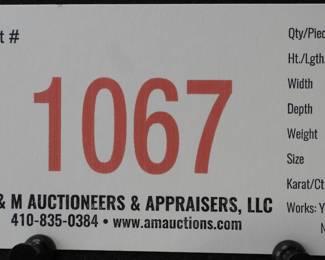 t #
1067
& M AUCTIONEERS & APPRAISERS, LLC
410-835-0384 • www.amauctions.com
Qty/Piec
Ht./Lgth
Width
Depth
Weight
Size
Karat/Ct
Works: Y
N